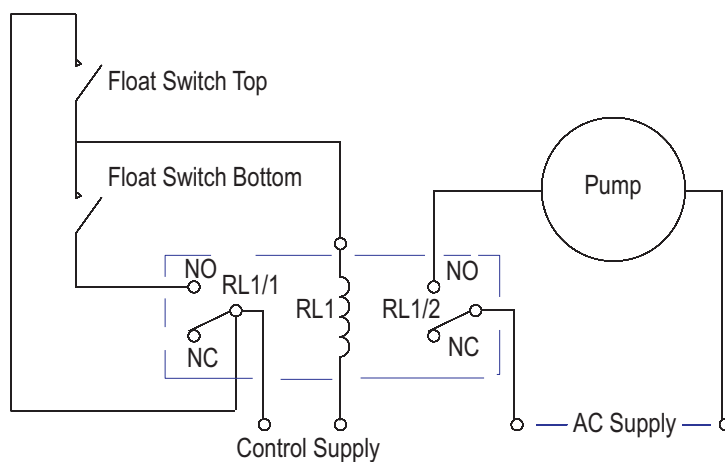 Float Switch Top
Float Switch Bottom
Pump
NO
RL1/1
RL1
RL1/2
NO
NC
NC
AC Supply
Control Supply